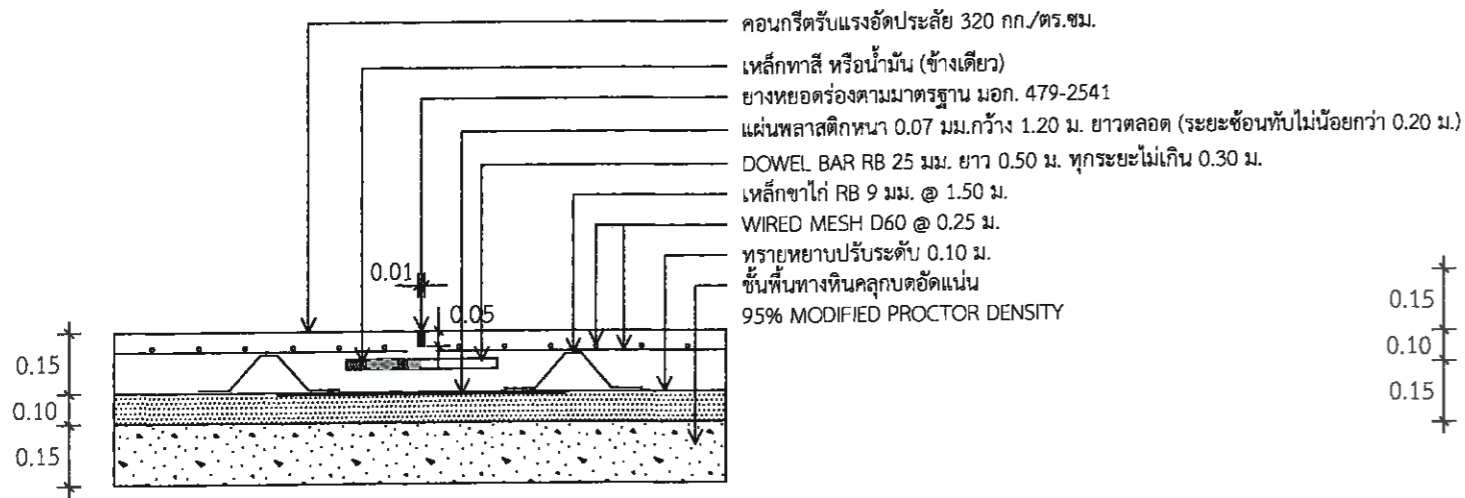 คอนกรีตรับแรงอัดประลัย 320 กก./ตร.ซม.
เหล็กทาสี หรือน้ำมัน (ข้างเดียว)
ยางหยอดร่องตามมาตรฐาน มอก. 479-2541
แผ่นพลาสติกหนา 0.07 มม.กว้าง 1.20 ม. ยาวตลอด (ระยะซ้อนทับไม่น้อยกว่า 0.20 ม.)
DOWEL BAR RB 25 มม. ยาว 0.50 ม. ทุกระยะไม่เกิน 0.30 ม.
เหล็กขาไก่ RB 9 มม. @ 1.50 ม.
WIRED MESH D60 @ 0.25 ม.
ทรายหยาบปรับระดับ 0.10 ม.
ชั้นพื้นทางหินคลุกบดอัดแน่น
95% MODIFIED PROCTOR DENSITY
0.01
0.05
0.15
0.10
0.15
0.15
0.10
0.15